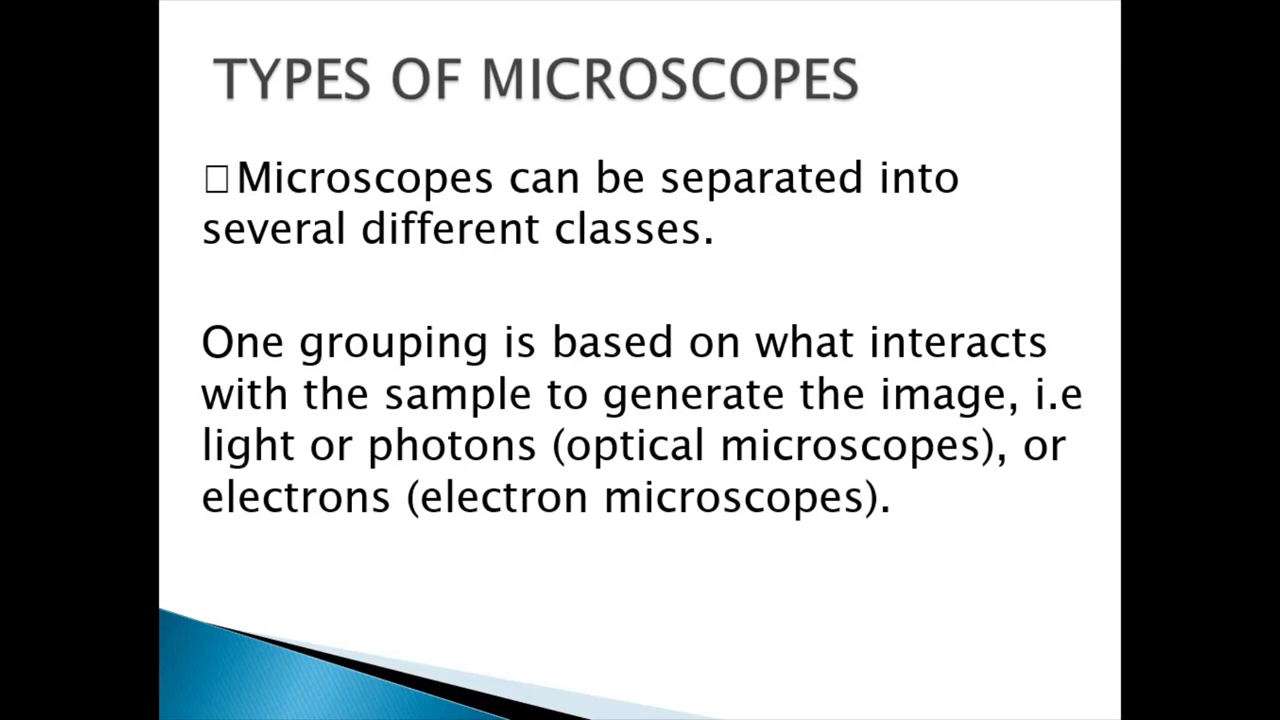 TYPES OF MICROSCOPES
□Microscopes can be separated into
several different classes.
One grouping is based on what interacts
with the sample to generate the image, i.e
light or photons (optical microscopes), or
electrons (electron microscopes).